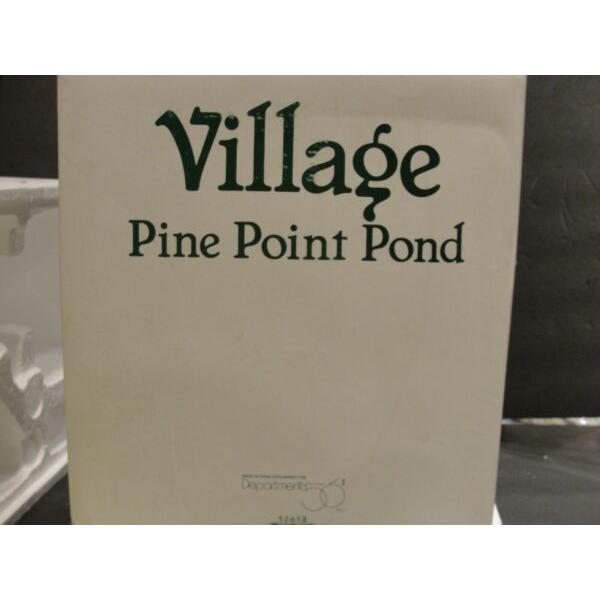 Village
Pine Point Pond
Department 56